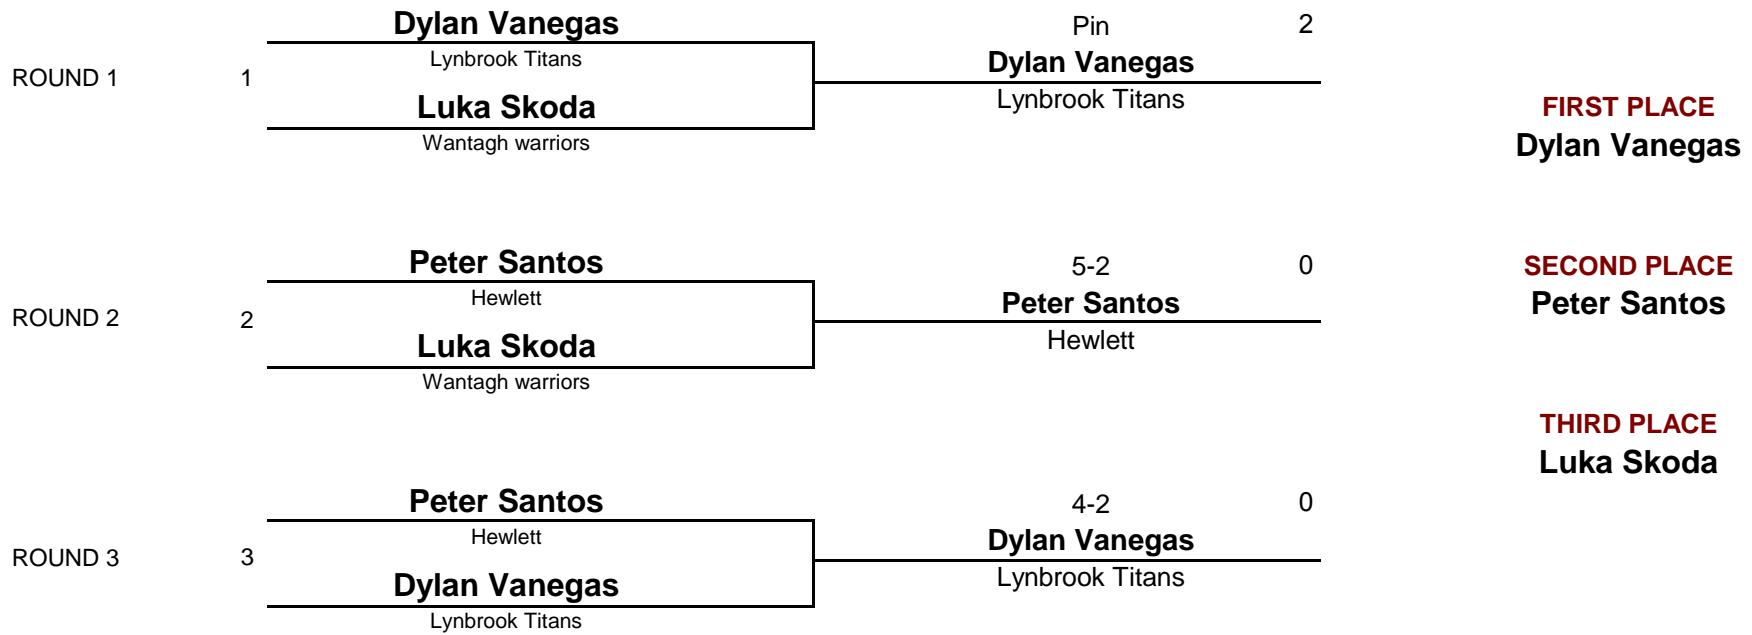 Dylan Vanegas
Lynbrook Titans
ROUND 1
1
Luka Skoda
Wantagh warriors
Pin
2
Dylan Vanegas
Lynbrook Titans
FIRST PLACE
Dylan Vanegas
Peter Santos
Hewlett
ROUND 2
2
Luka Skoda
Wantagh warriors
5-2
0
Peter Santos
Hewlett
SECOND PLACE
Peter Santos
THIRD PLACE
Luka Skoda
Peter Santos
Hewlett
ROUND 3
3
Dylan Vanegas
Lynbrook Titans
4-2
0
Dylan Vanegas
Lynbrook Titans